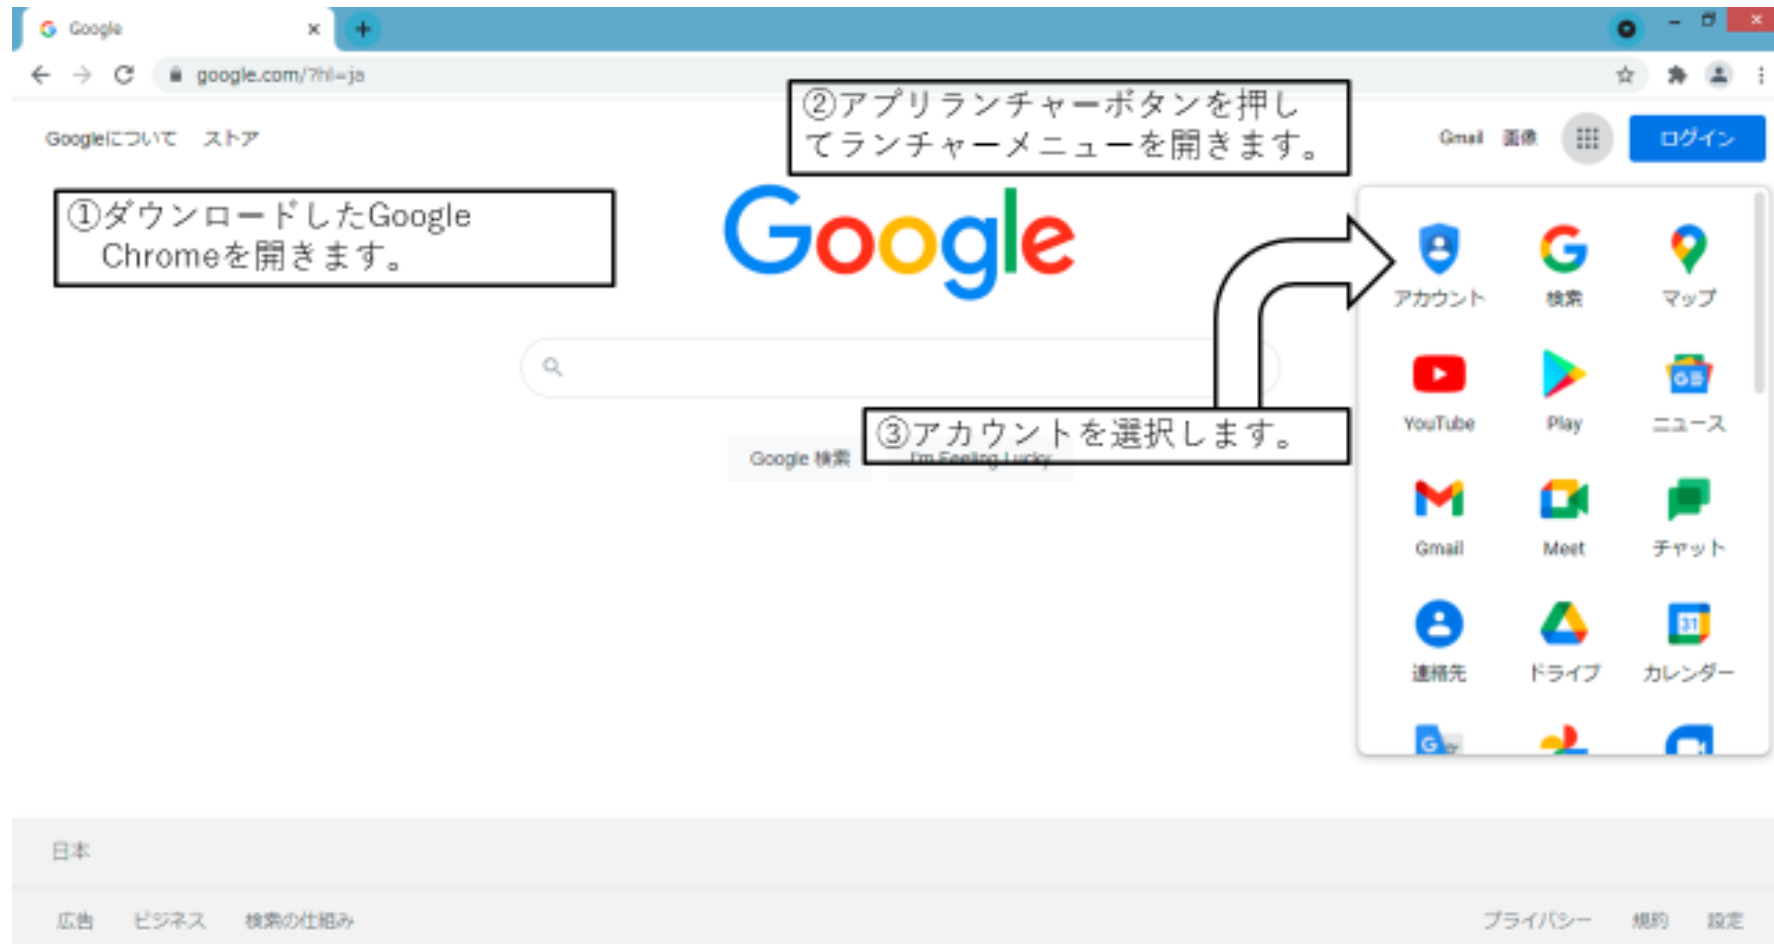 Google
google.com/?hl=ja
Googleについて ストア
Gmail 画像 ログイン
②アプリランチャーボタンを押し
てランチャーメニューを開きます。
①ダウンロードしたGoogle
Chromeを開きます。
Google
アカウント 検索 マップ
YouTube Play ニュース
③アカウントを選択します。
Google 検索 I'm Feeling Lucky
Gmail Meet チャット
31
連絡先 ドライブ カレンダー
日本
広告 ビジネス 検索の仕組み
プライバシー 規約 設定